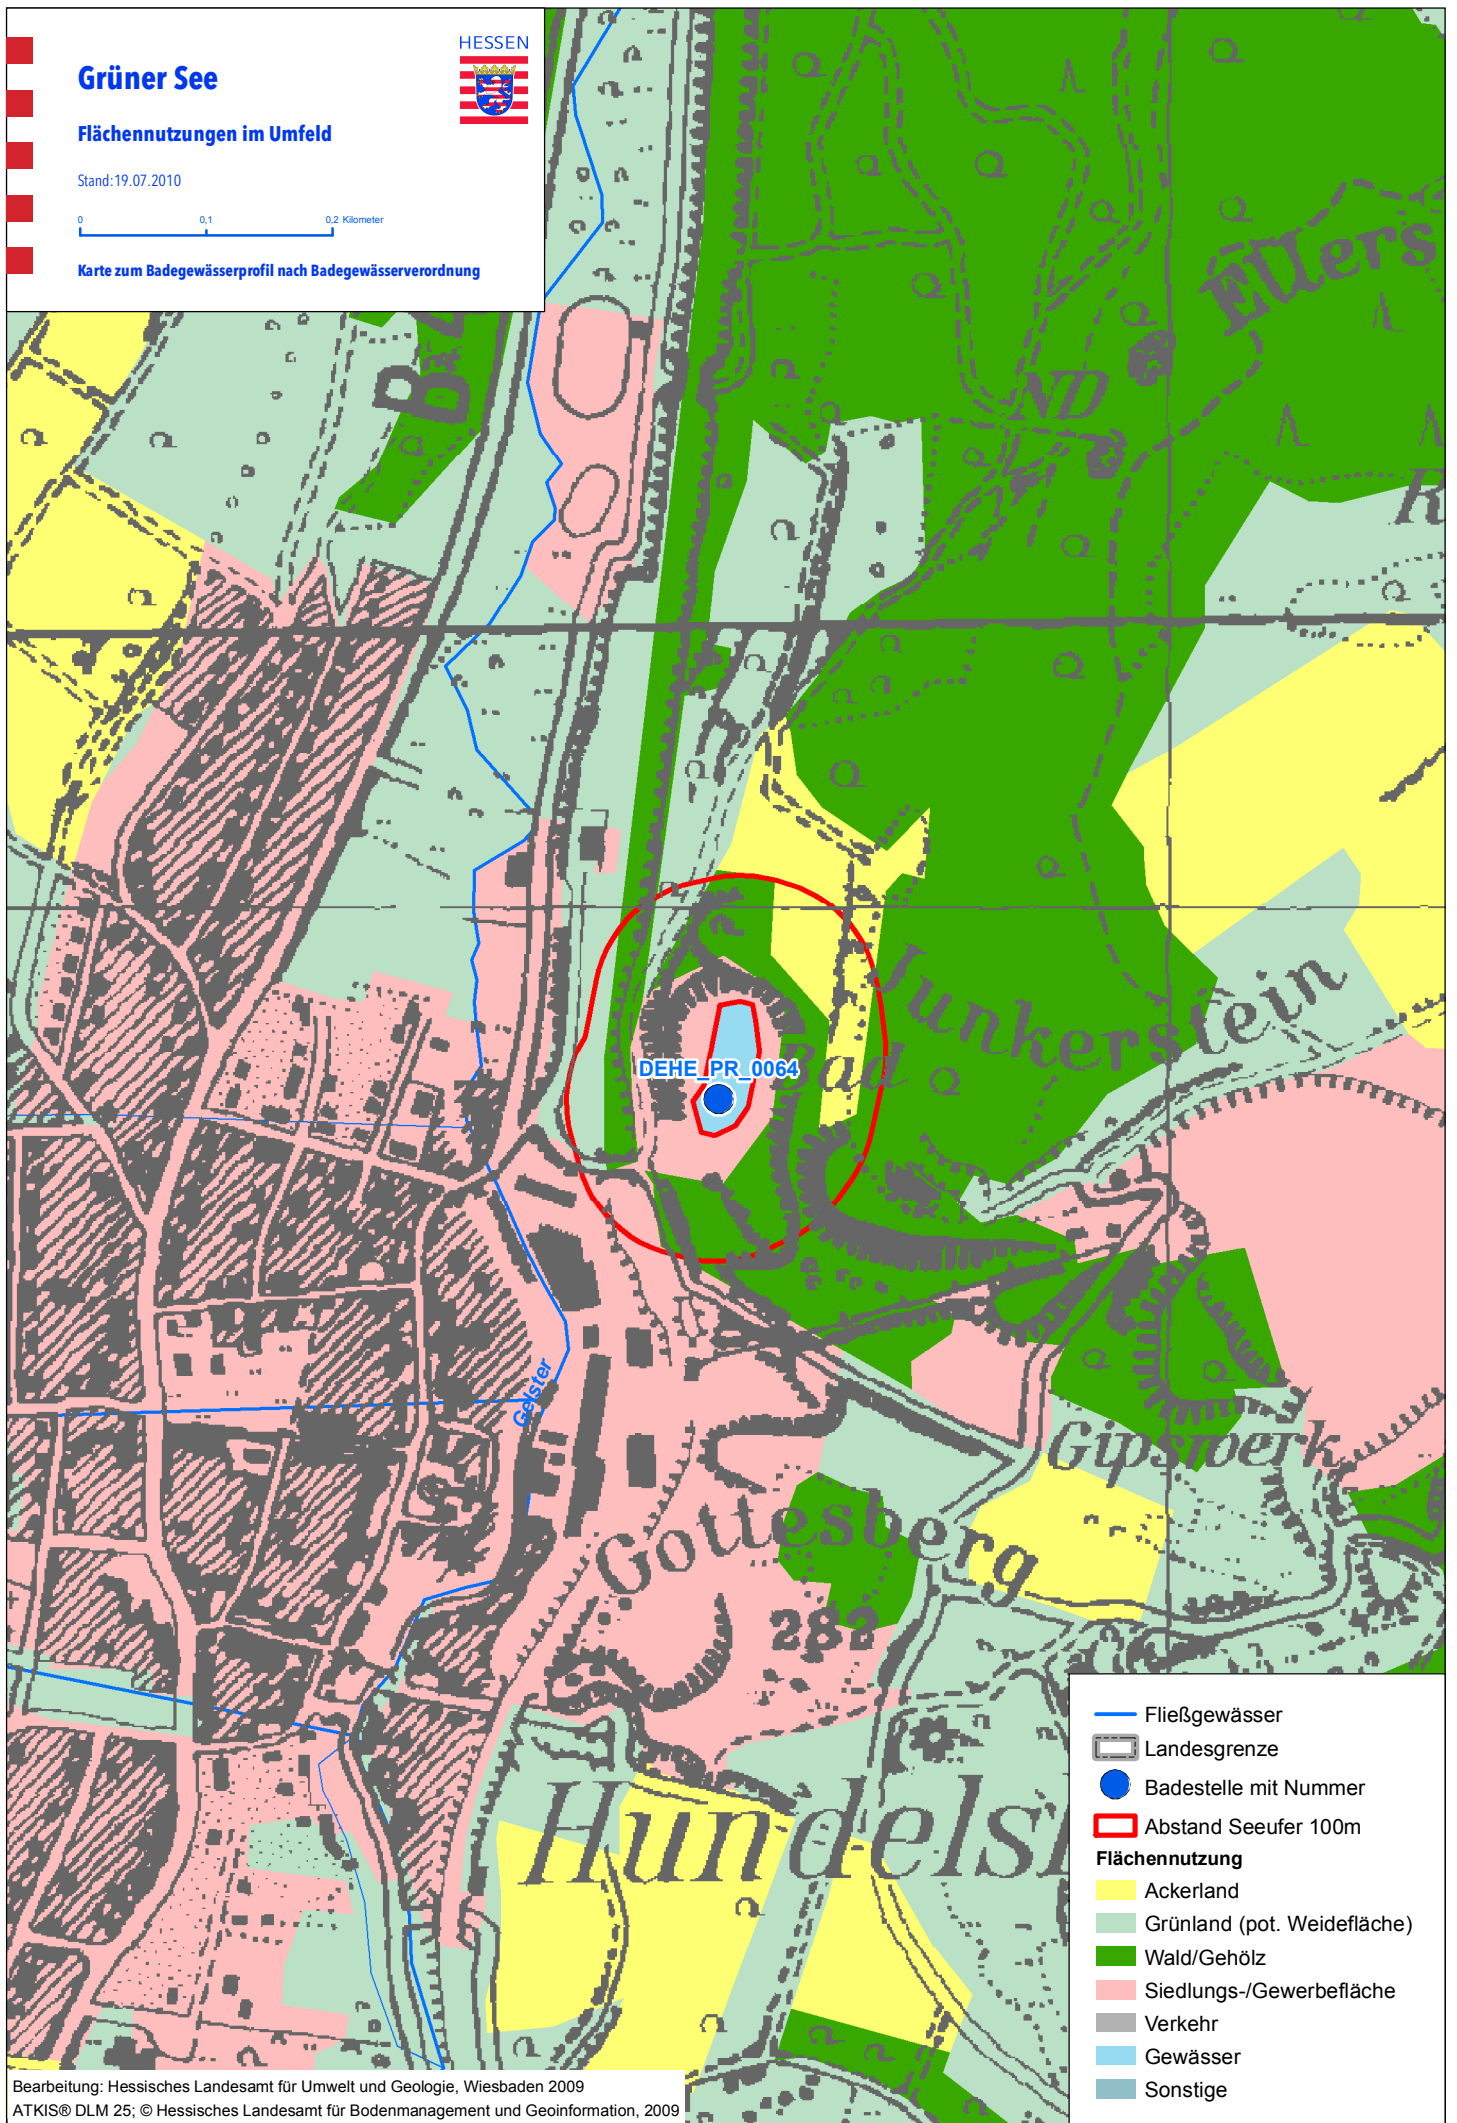 HESSEN
Grüner See
Flächennutzungen im Umfeld
Stand:19.07.2010
0 0,1 0,2 Kilometer
Karte zum Badegewässerprofil nach Badegewässerverordnung
Ellers
ND
Junkerstein
DEHE_PR_0064
Bad
Gelster
Gipswerk
Gottesberg
282
Hundels
Fließgewässer
Landesgrenze
Badestelle mit Nummer
Abstand Seeufer 100m
Flächennutzung
Ackerland
Grünland (pot. Weidefläche)
Wald/Gehölz
Siedlungs-/Gewerbefläche
Verkehr
Gewässer
Sonstige
Bearbeitung: Hessisches Landesamt für Umwelt und Geologie, Wiesbaden 2009
ATKIS® DLM 25; © Hessisches Landesamt für Bodenmanagement und Geoinformation, 2009